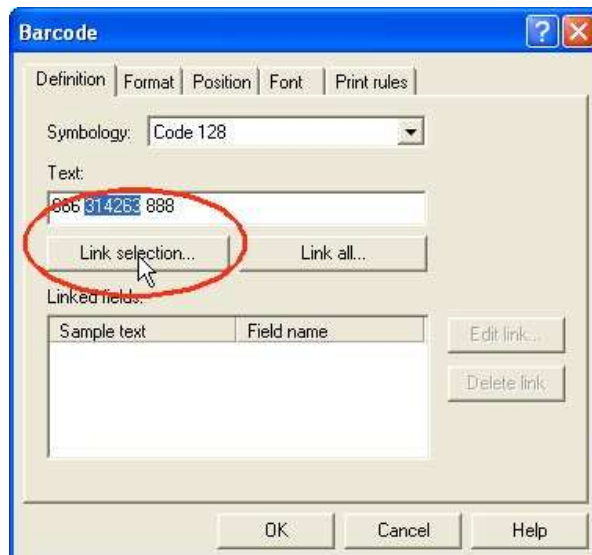 Barcode
Definition Format Position Font Print rules
Symbology: Code 128
Text:
666 314263 888
Link selection... Link all...
Linked fields:
Sample text Field name
Edit link...
Delete link
OK Cancel Help